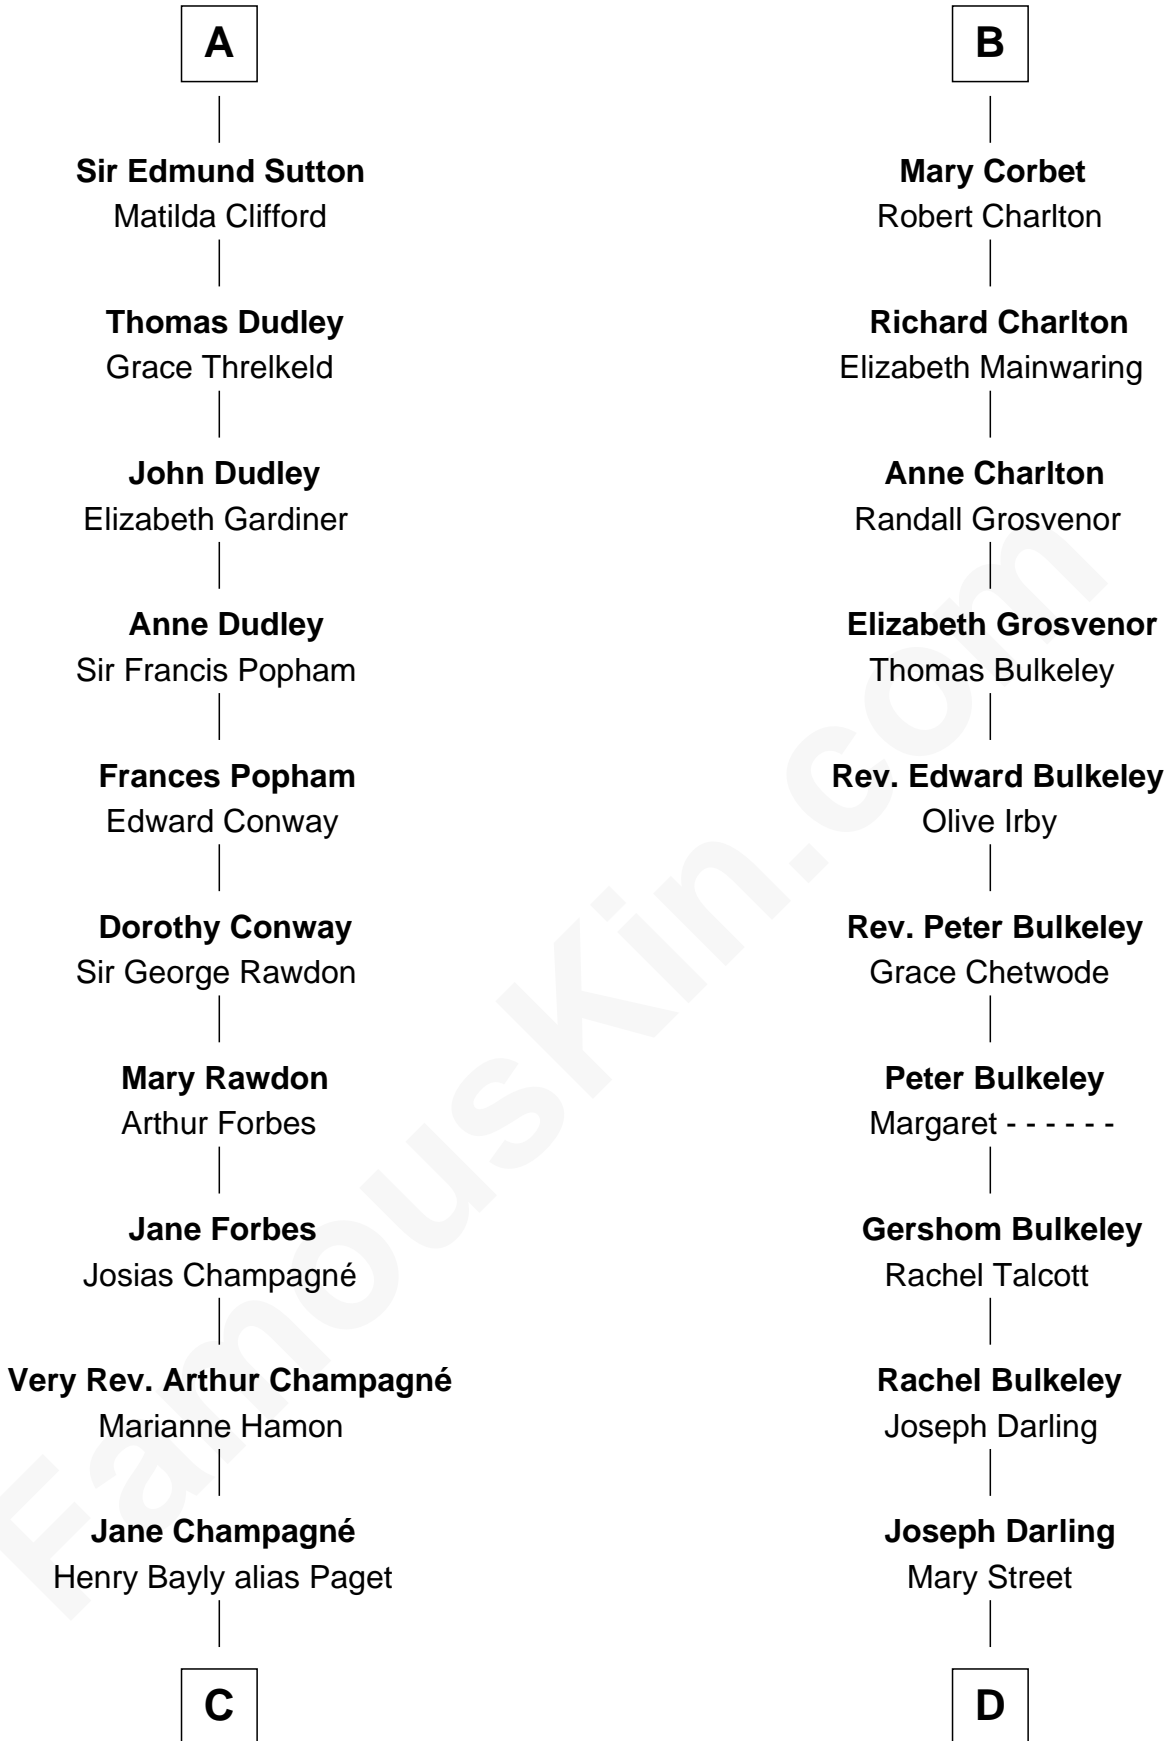 A
Sir Edmund Sutton
Matilda Clifford
Thomas Dudley
Grace Threlkeld
John Dudley
Elizabeth Gardiner
Anne Dudley
Sir Francis Popham
Frances Popham
Edward Conway
Dorothy Conway
Sir George Rawdon
Mary Rawdon
Arthur Forbes
Jane Forbes
Josias Champagné
Very Rev. Arthur Champagné
Marianne Hamon
Jane Champagné
Henry Bayly alias Paget
C
B
Mary Corbet
Robert Charlton
Richard Charlton
Elizabeth Mainwaring
Anne Charlton
Randall Grosvenor
Elizabeth Grosvenor
Thomas Bulkeley
Rev. Edward Bulkeley
Olive Irby
Rev. Peter Bulkeley
Grace Chetwode
Peter Bulkeley
Margaret - - - - - -
Gershom Bulkeley
Rachel Talcott
Rachel Bulkeley
Joseph Darling
Joseph Darling
Mary Street
D
FamousKin.com